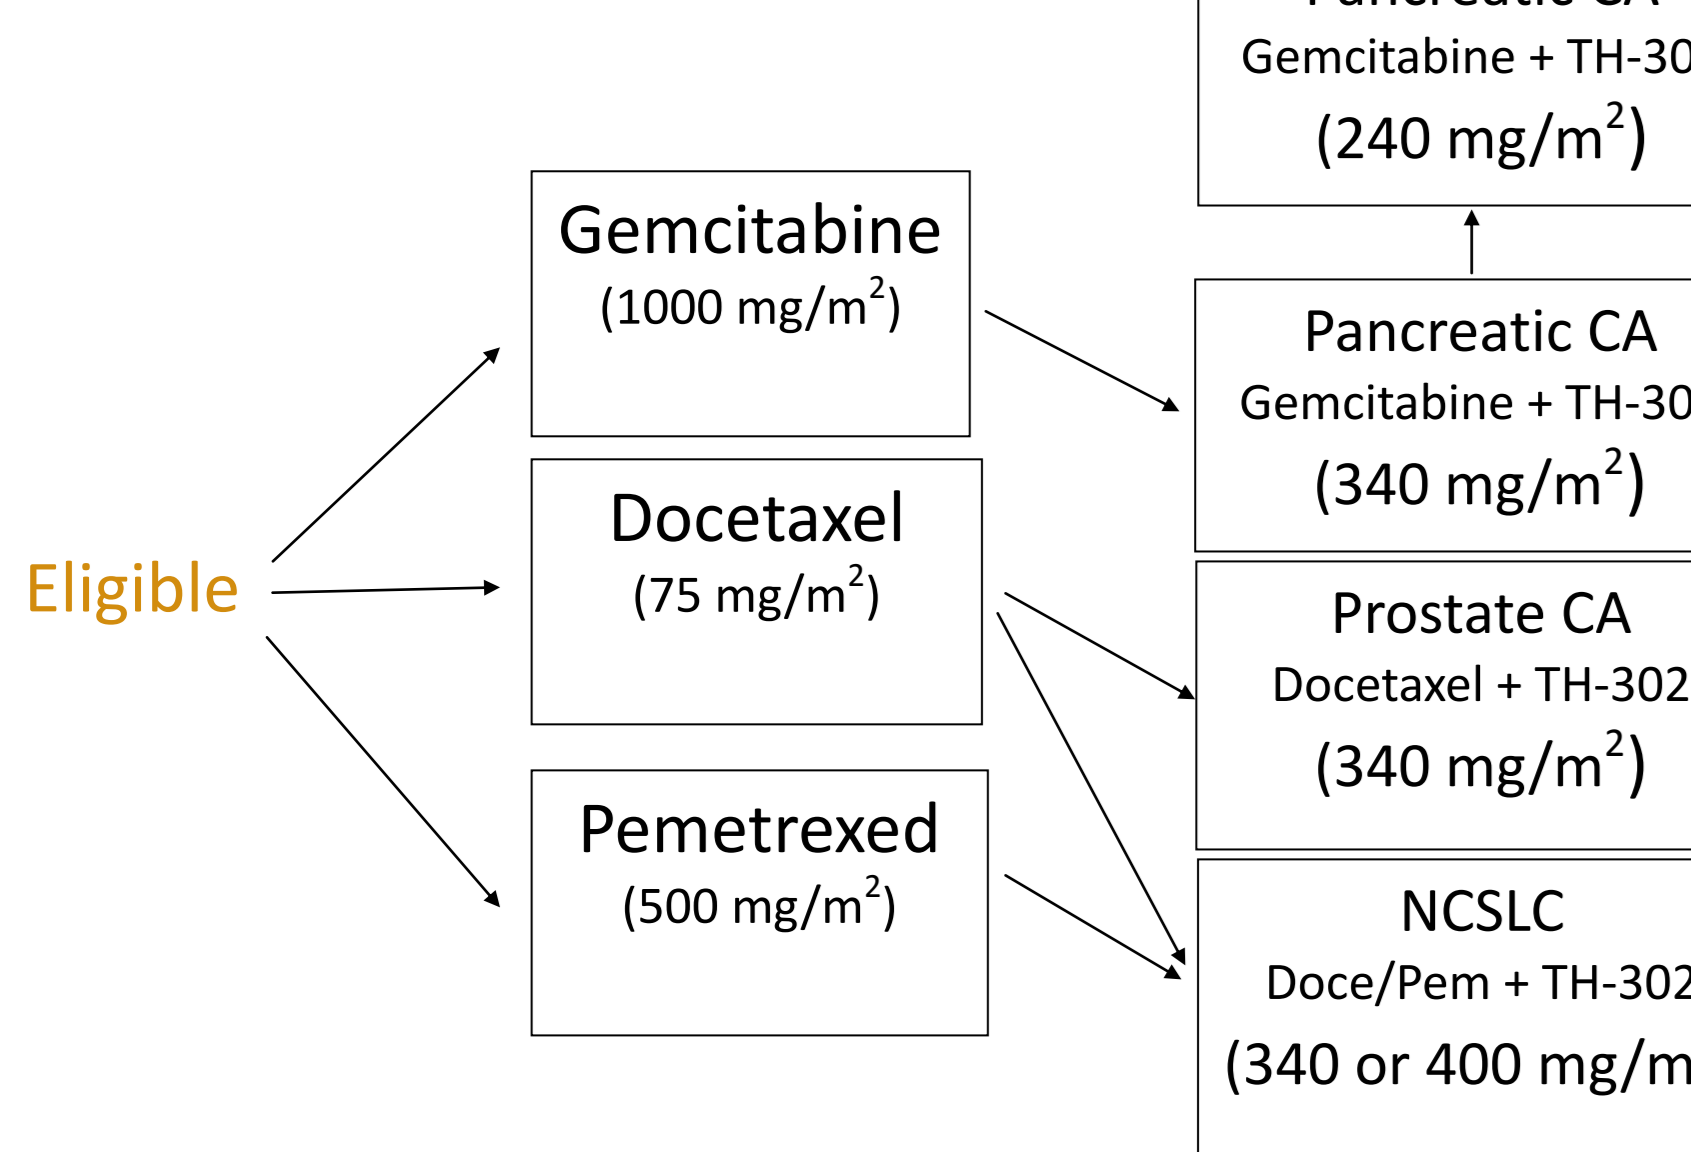 Pancreatic CA
Gemcitabine + TH-30
(240 mg/m²)
Gemcitabine
(1000 mg/m²)
Pancreatic CA
Gemcitabine + TH-30
(340 mg/m²)
Docetaxel
(75 mg/m²)
Eligible
Prostate CA
Docetaxel + TH-302
(340 mg/m²)
Pemetrexed
(500 mg/m²)
NCSLC
Doce/Pem + TH-302
(340 or 400 mg/m